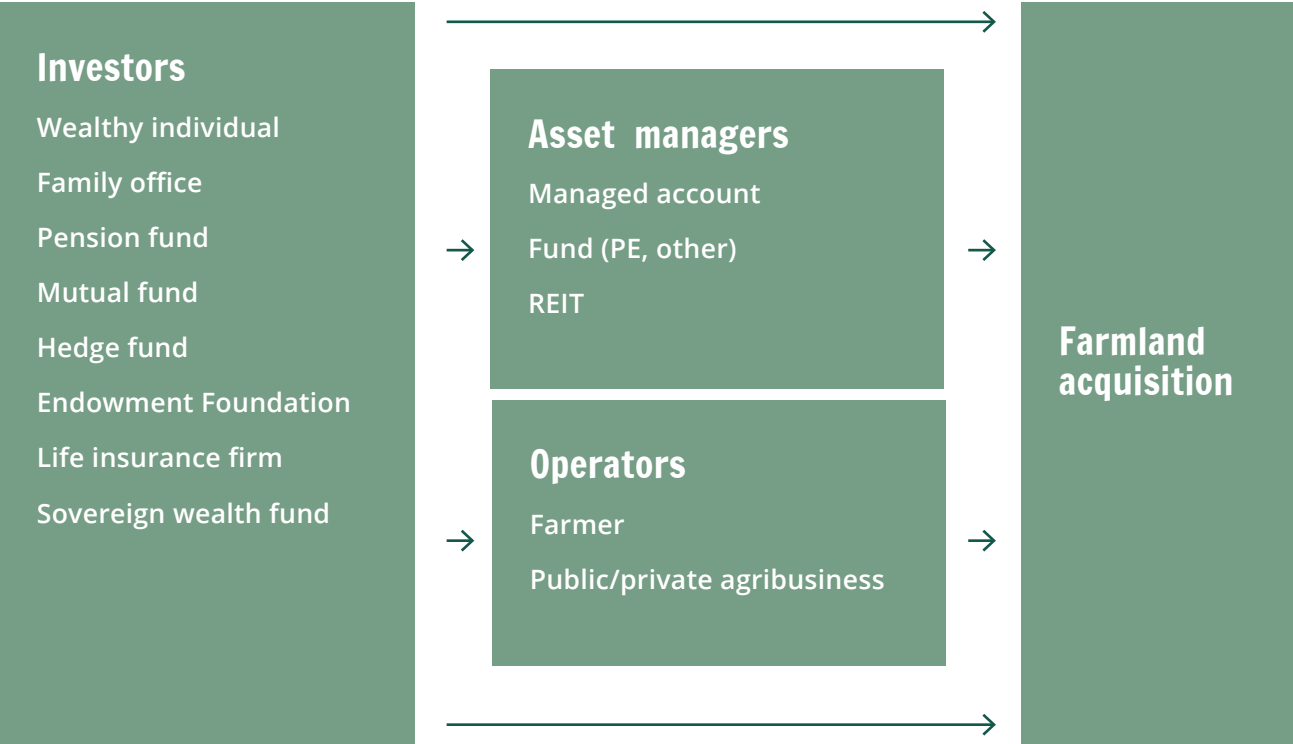 Investors
Wealthy individual
Family office
Pension fund
Mutual fund
Hedge fund
Endowment Foundation
Life insurance firm
Sovereign wealth fund
Asset managers
Managed account
Fund (PE, other)
REIT
Operators
Farmer
Public/private agribusiness
Farmland
acquisition